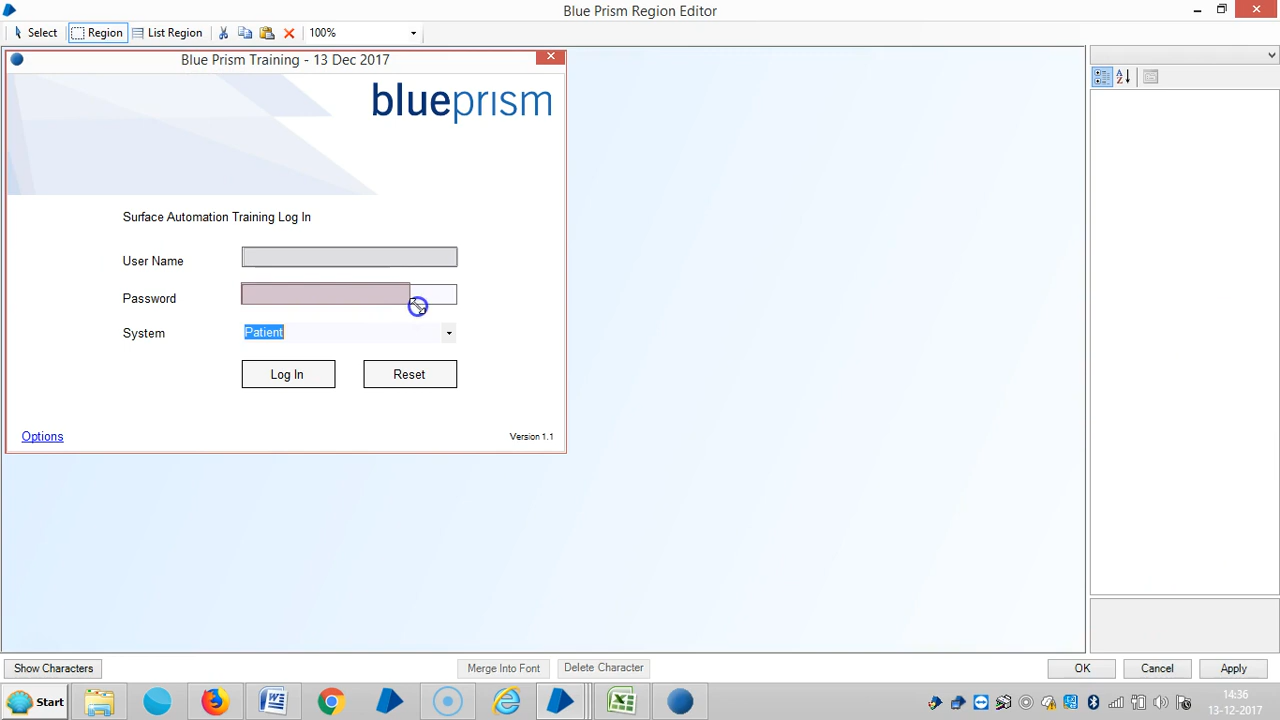 Blue Prism Region Editor
Select Region List Region 100%
Blue Prism Training - 13 Dec 2017
blueprism
Surface Automation Training Log In
User Name
Password
System Patient
Log In Reset
Options Version 1.1
Show Characters Merge Into Font Delete Character OK Cancel Apply
Start 14:36
13-12-2017